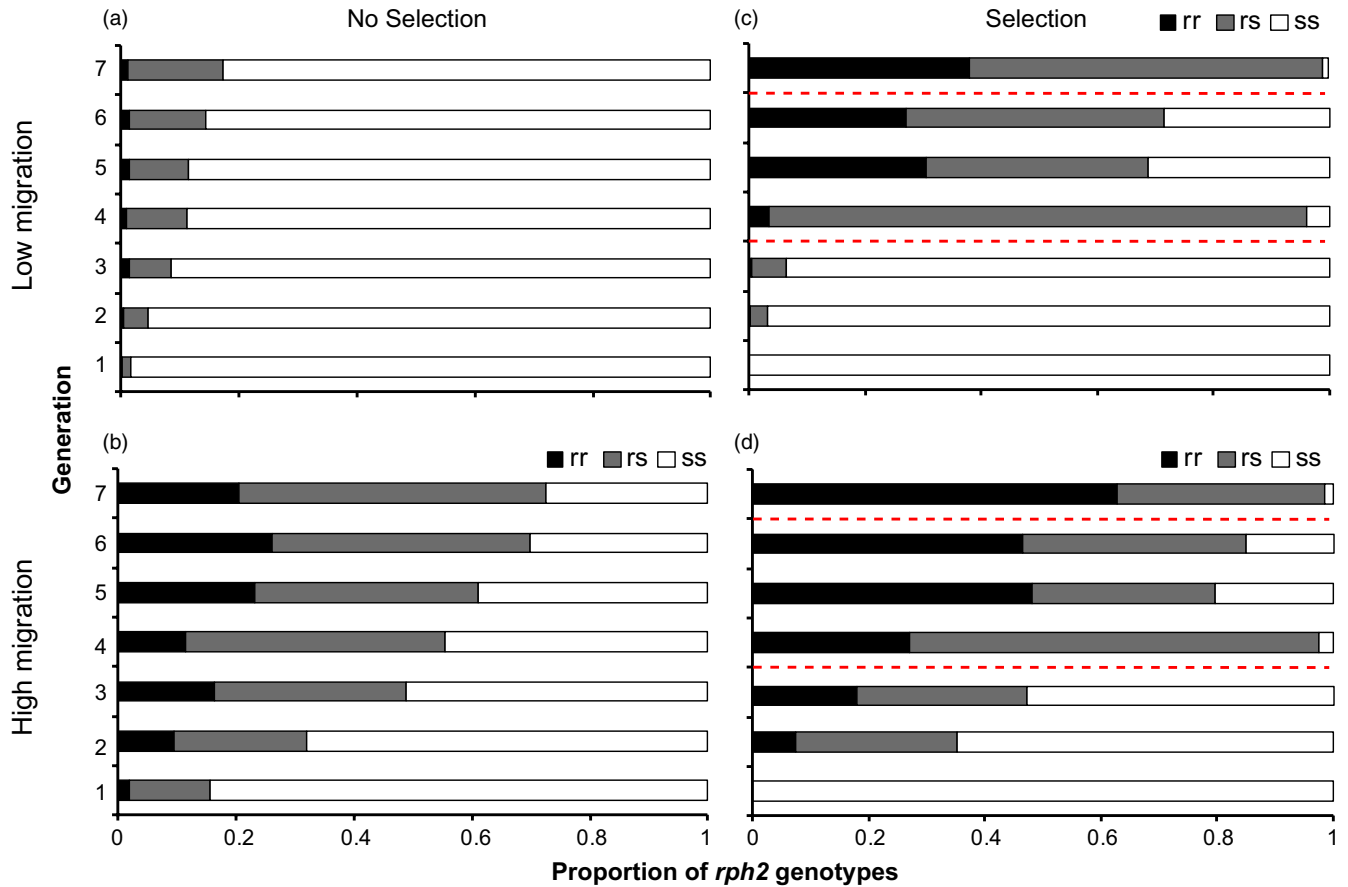 (a) No Selection
(c) Selection
rr rs ss
Low migration
7
6
5
4
3
2
1
Generation
(b)
rr rs ss
(d)
rr rs ss
High migration
7
6
5
4
3
2
1
0 0.2 0.4 0.6 0.8 1
0 0.2 0.4 0.6 0.8 1
Proportion of rph2 genotypes